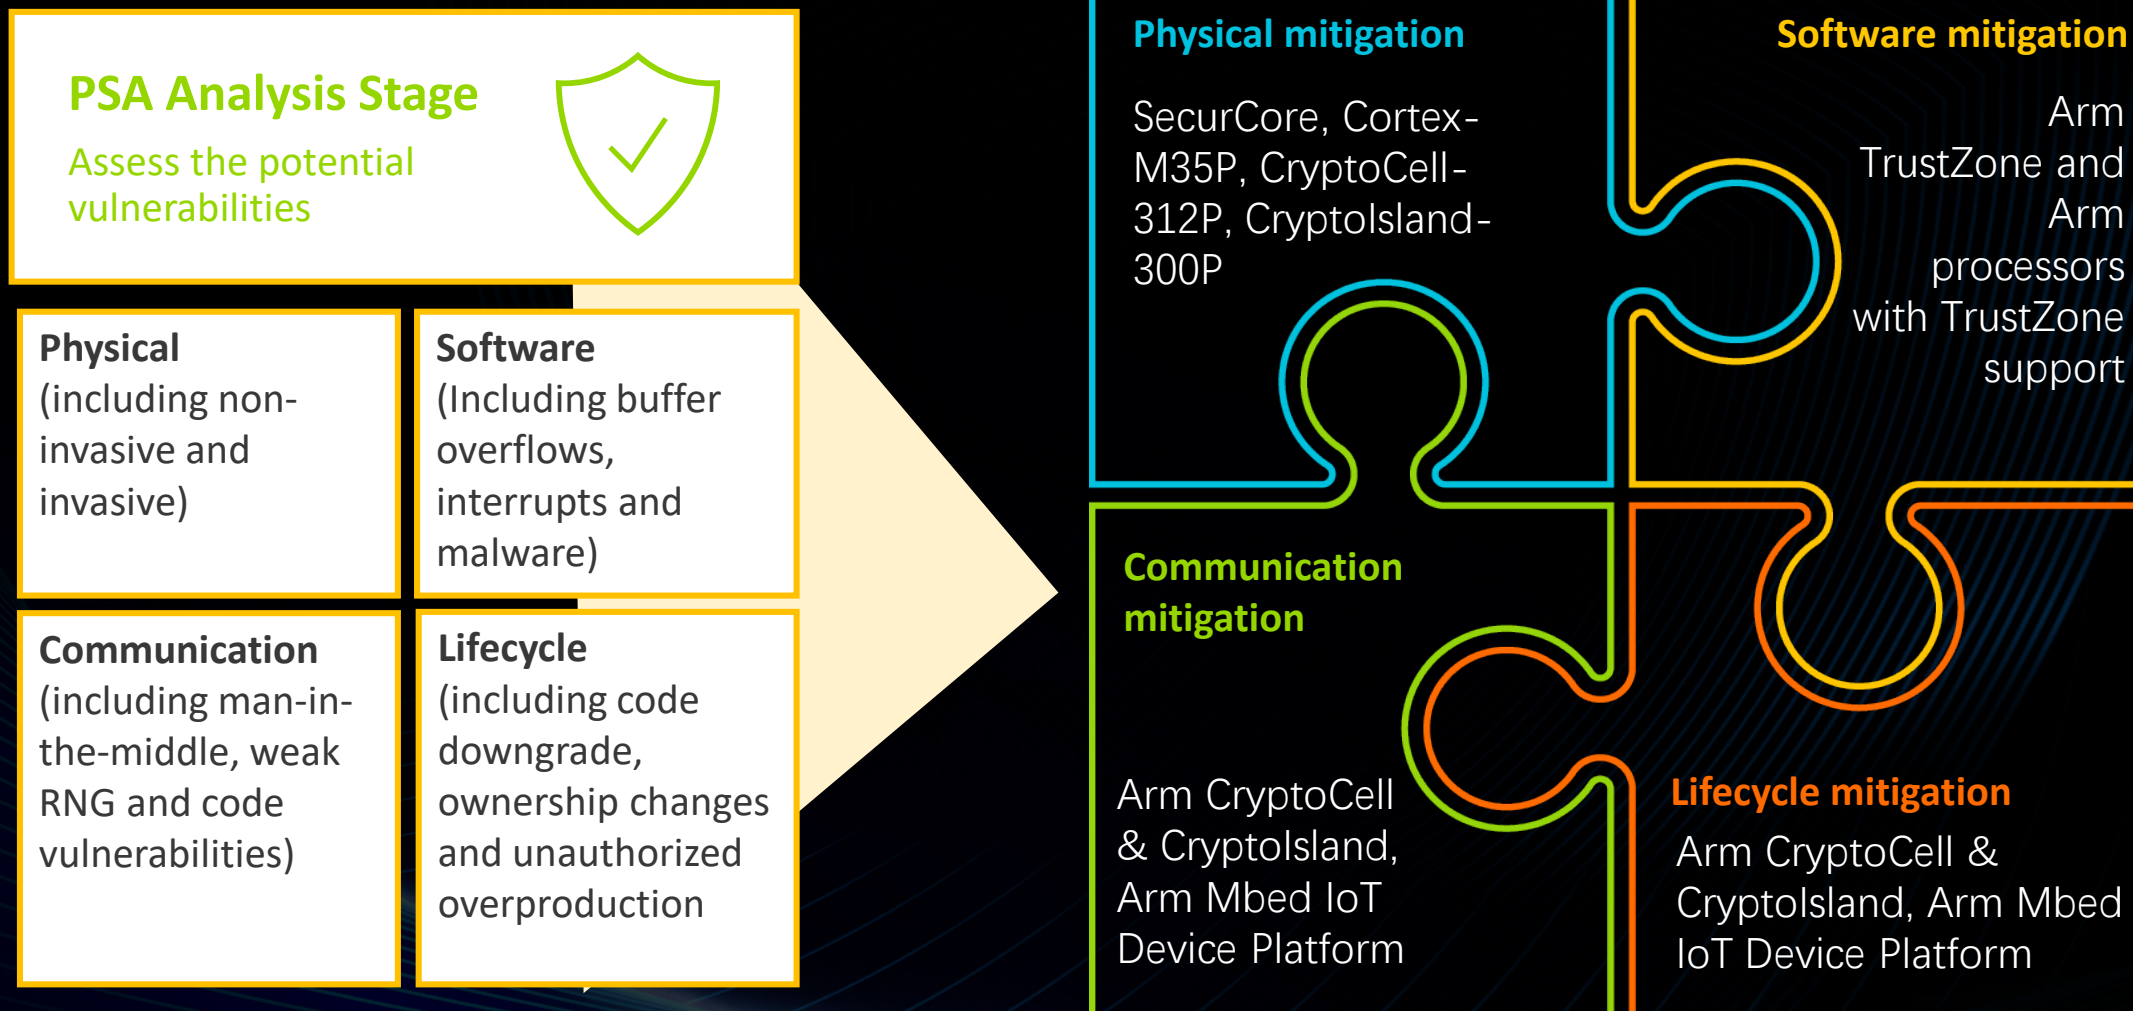 PSA Analysis Stage
Assess the potential
vulnerabilities
Physical
(including non-
invasive and
invasive)
Software
(Including buffer
overflows,
interrupts and
malware)
Communication
(including man-in-
the-middle, weak
RNG and code
vulnerabilities)
Lifecycle
(including code
downgrade,
ownership changes
and unauthorized
overproduction
Physical mitigation
SecurCore, Cortex-
M35P, CryptoCell-
312P, CryptoIsland-
300P
Software mitigation
Arm
TrustZone and
Arm
processors
with TrustZone
support
Communication
mitigation
Arm CryptoCell
& CryptoIsland,
Arm Mbed IoT
Device Platform
Lifecycle mitigation
Arm CryptoCell &
CryptoIsland, Arm Mbed
IoT Device Platform